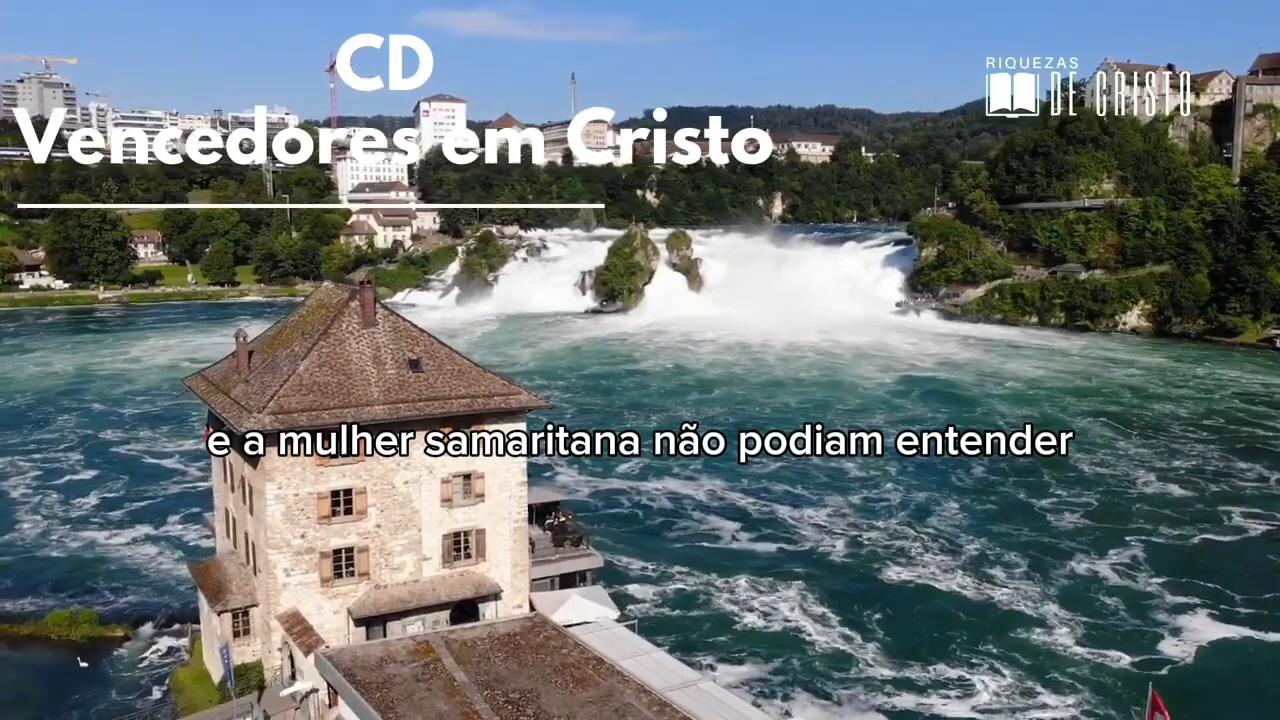 CD
Vencedores em Cristo
RIQUEZAS
DE CRISTO
e a mulher samaritana não podiam entender